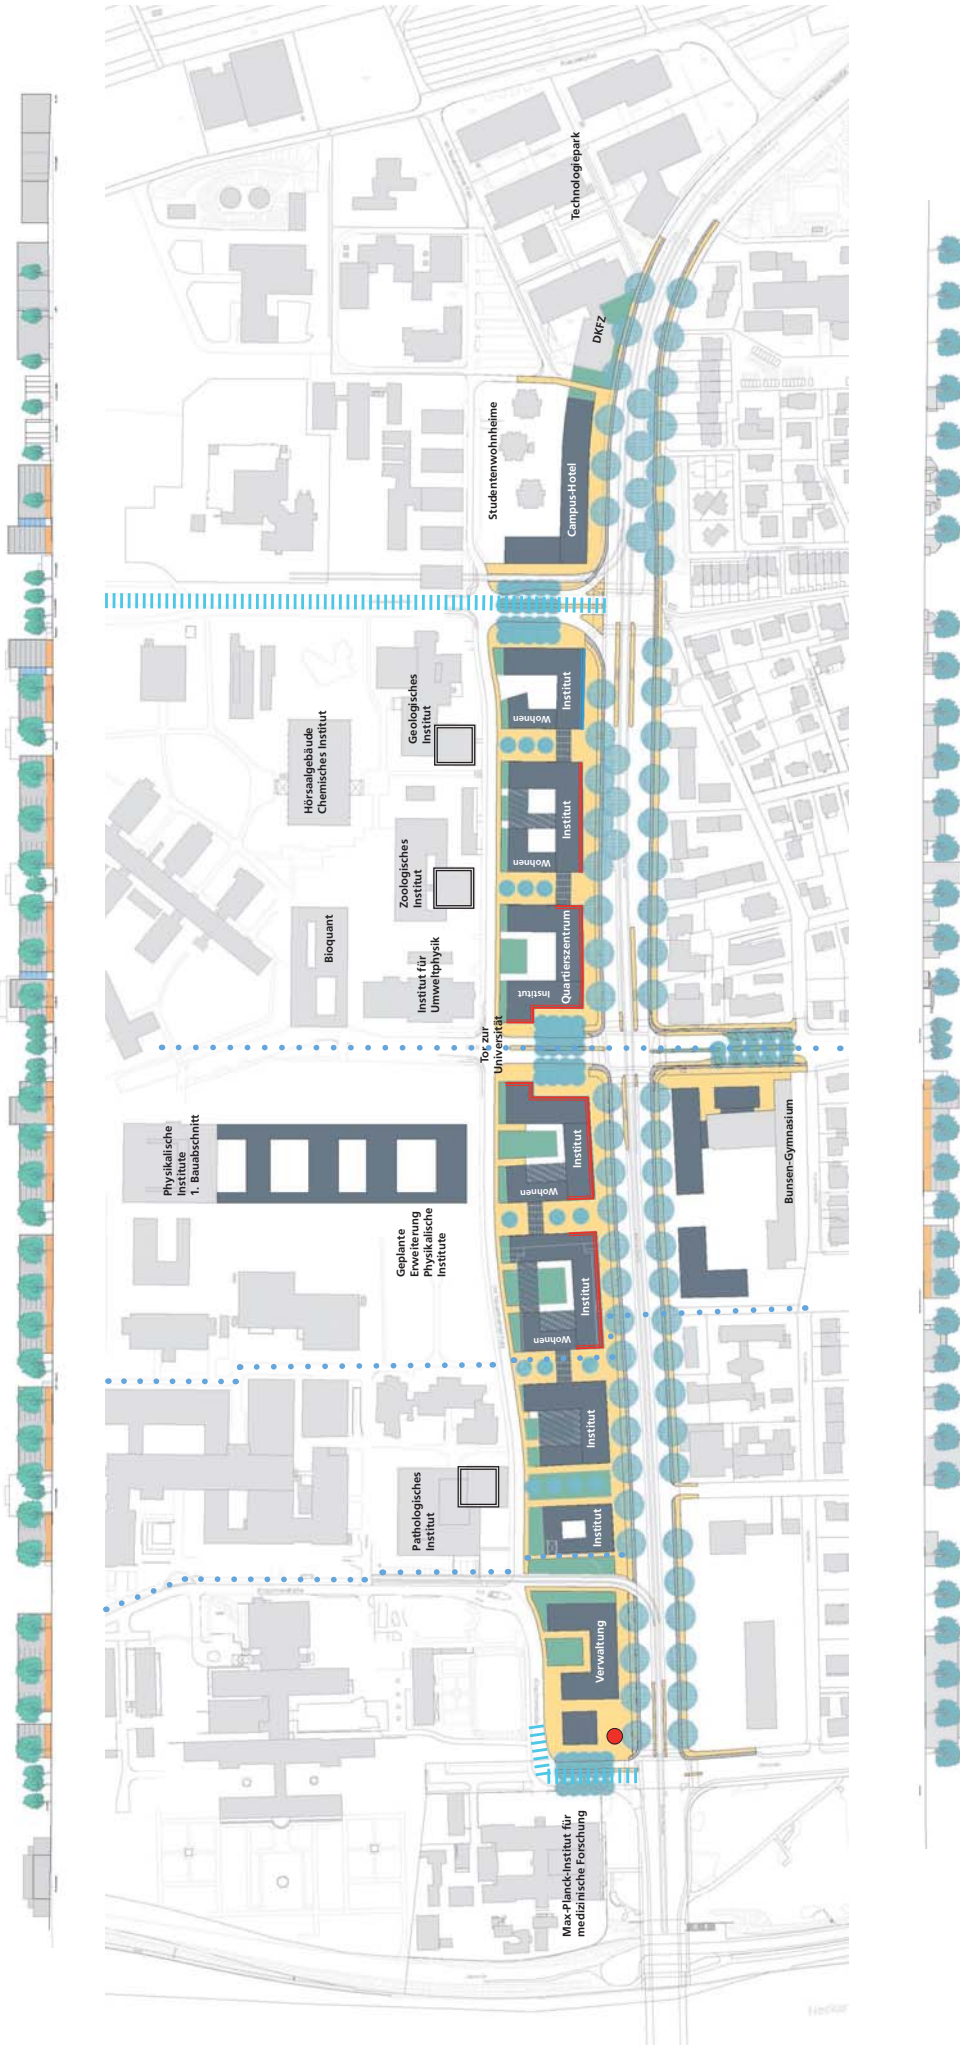 Technologiepark
DKFZ
Studentenwohnheime
Campus-Hotel
Geologisches
Institut
Hörsaalgebäude
Chemisches Institut
Wohnen
Institut
Zoologisches
Institut
Wohnen
Institut
Bioquant
Institut für
Umweltphysik
Institut
Quartierszentrum
Tor zur
Universität
Physikalische
Institute
1. Bauabschnitt
Wohnen
Institut
Bunsen-Gymnasium
Geplante
Erweiterung
Physikalische
Institute
Wohnen
Institut
Institut
Pathologisches
Institut
Institut
Verwaltung
Max-Planck-Institut für
medizinische Forschung
Neckar